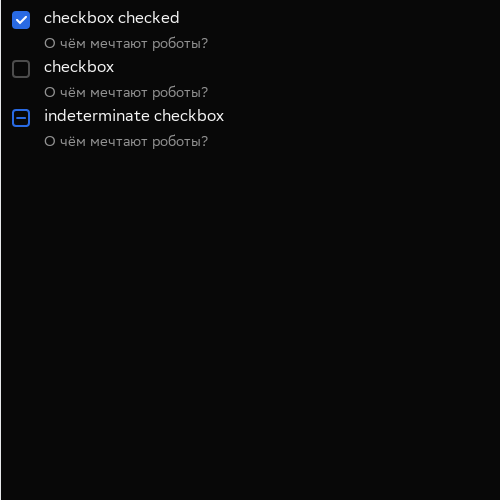 checkbox checked
О чём мечтают роботы?
checkbox
О чём мечтают роботы?
indeterminate checkbox
О чём мечтают роботы?